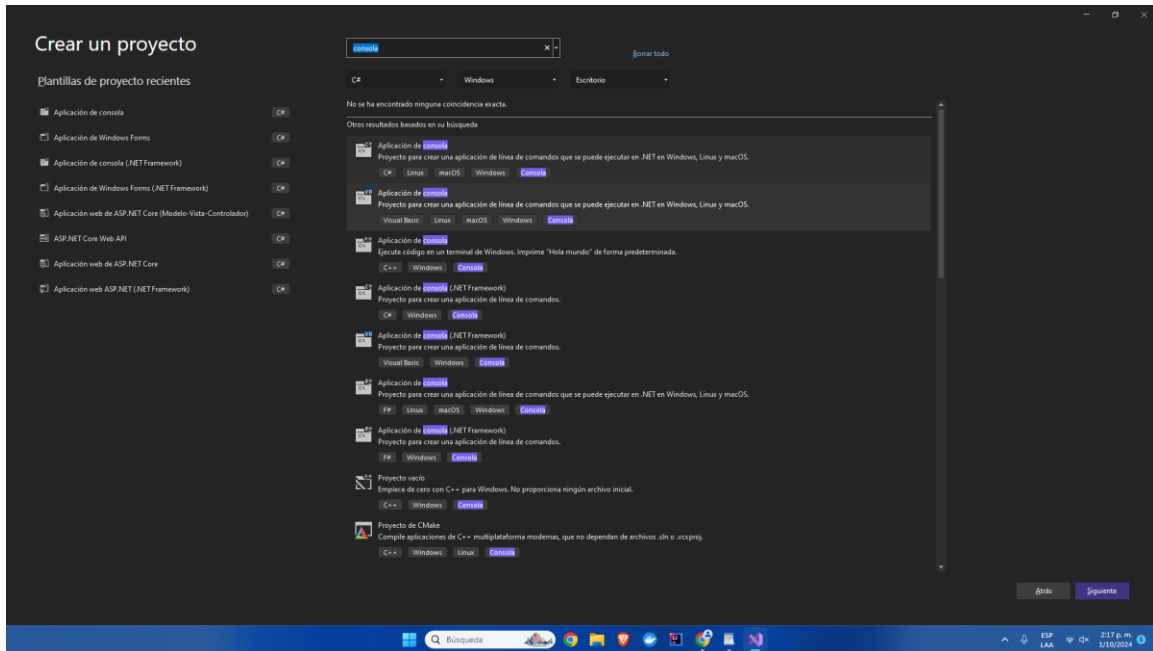 Crear un proyecto
Plantillas de proyecto recientes
Aplicación de consola C#
Aplicación de Windows Forms C#
Aplicación de consola (.NET Framework) C#
Aplicación de Windows Forms (.NET Framework) C#
Aplicación web de ASP.NET Core (Modelo-Vista-Controlador) C#
ASP.NET Core Web API C#
Aplicación web de ASP.NET Core C#
Aplicación web ASP.NET (.NET Framework) C#
consola
Borrar todo
C# Windows Escritorio
No se ha encontrado ninguna coincidencia exacta.
Otros resultados basados en su búsqueda
Aplicación de consola
Proyecto para crear una aplicación de línea de comandos que se puede ejecutar en .NET en Windows, Linux y macOS.
C# Linux macOS Windows Consola
Aplicación de consola
Proyecto para crear una aplicación de línea de comandos que se puede ejecutar en .NET en Windows, Linux y macOS.
Visual Basic Linux macOS Windows Consola
Aplicación de consola
Ejecute código en un terminal de Windows. Imprime "Hola mundo" de forma predeterminada.
C++ Windows Consola
Aplicación de consola (.NET Framework)
Proyecto para crear una aplicación de línea de comandos.
C# Windows Consola
Aplicación de consola (.NET Framework)
Proyecto para crear una aplicación de línea de comandos.
Visual Basic Windows Consola
Aplicación de consola
Proyecto para crear una aplicación de línea de comandos que se puede ejecutar en .NET en Windows, Linux y macOS.
F# Linux macOS Windows Consola
Aplicación de consola (.NET Framework)
Proyecto para crear una aplicación de línea de comandos.
F# Windows Consola
Proyecto vacío
Empiece de cero con C++ para Windows. No proporciona ningún archivo inicial.
C++ Windows Consola
Proyecto de CMake
Compile aplicaciones de C++ multiplataforma modernas, que no dependan de archivos .sln o .vcxproj.
C++ Windows Linux Consola
Atrás Siguiente
Búsqueda
ESP
LAA
2:17 p. m.
1/10/2024